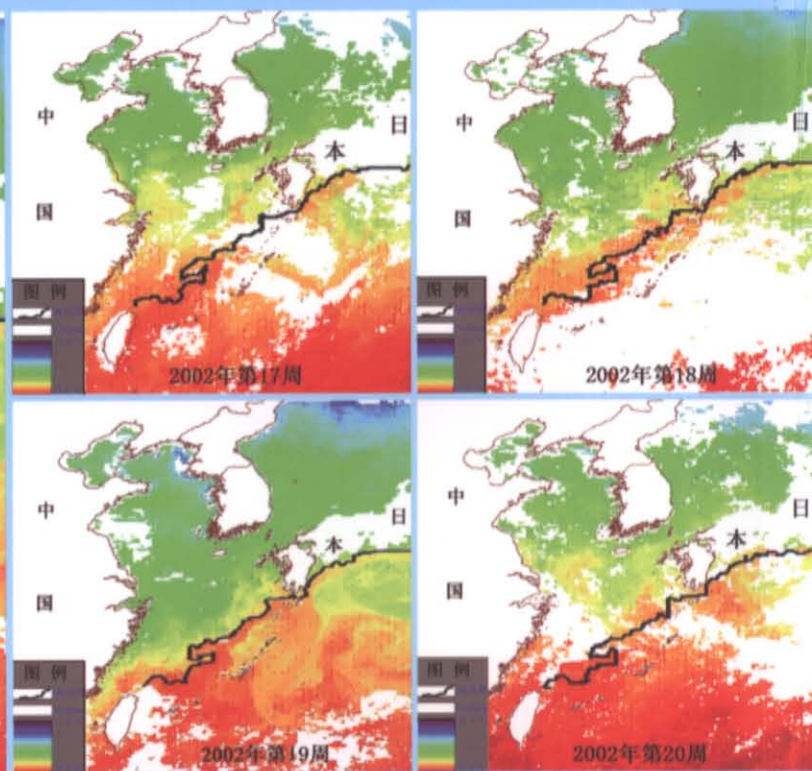 中 国
日 本
图 例
2002年第17周
中 国
日 本
图 例
2002年第18周
中 国
日 本
图 例
2002年第19周
中 国
日 本
图 例
2002年第20周